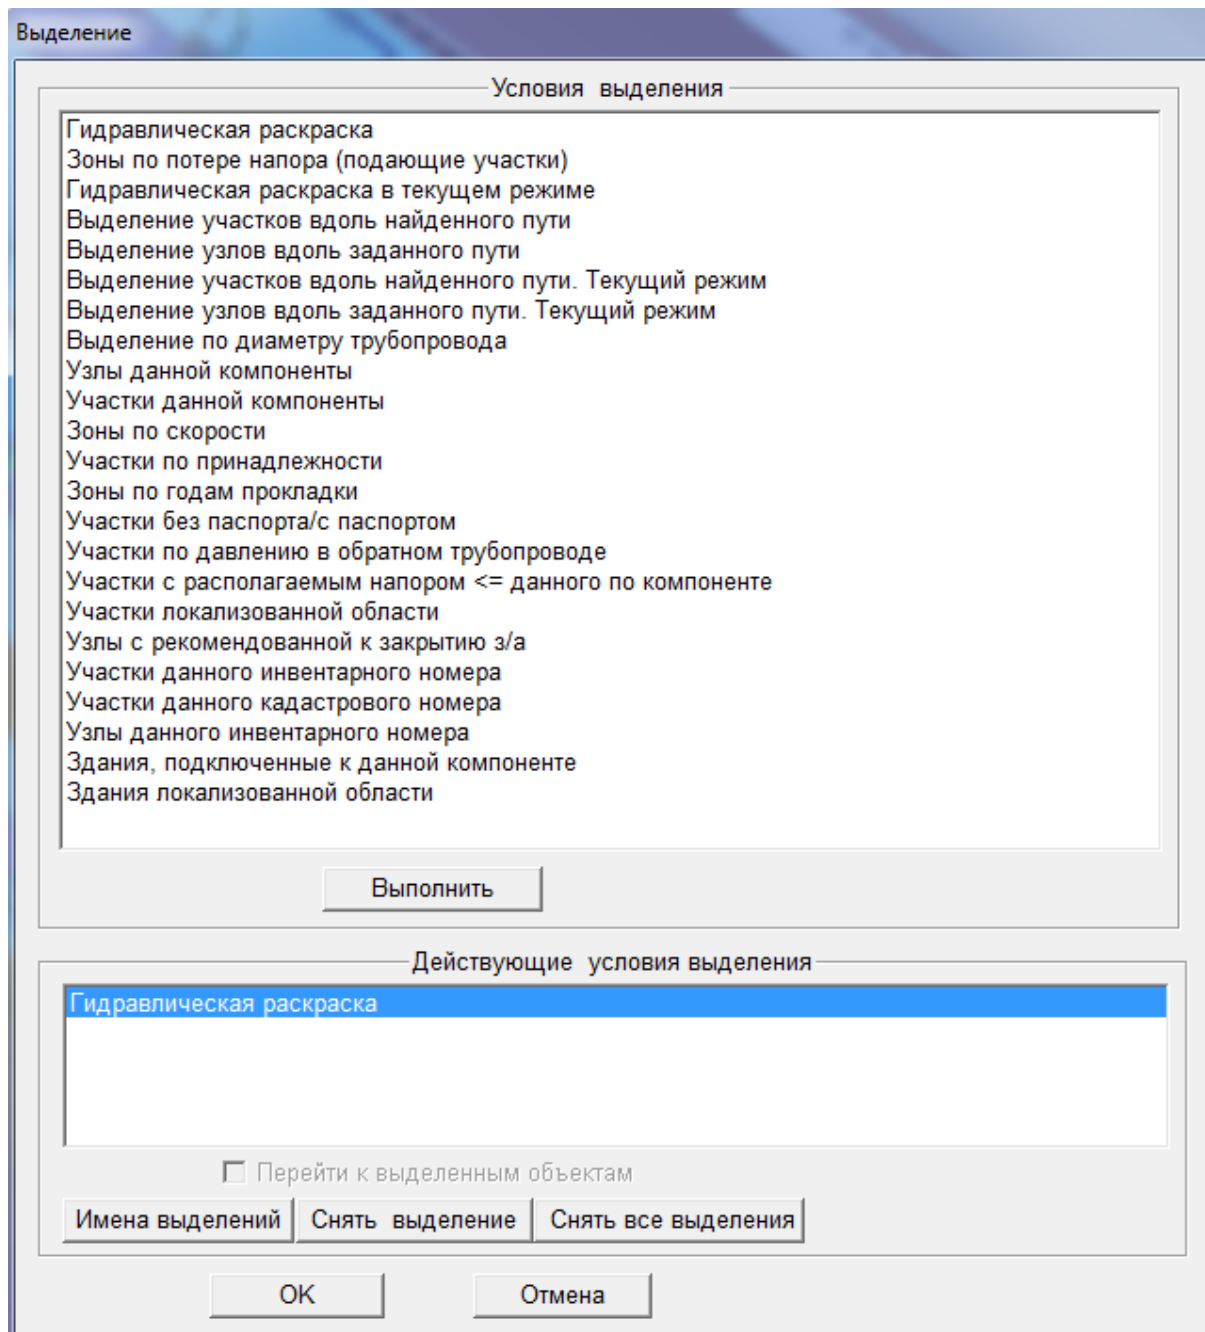 Выделение
Условия выделения
Гидравлическая раскраска
Зоны по потере напора (подающие участки)
Гидравлическая раскраска в текущем режиме
Выделение участков вдоль найденного пути
Выделение узлов вдоль заданного пути
Выделение участков вдоль найденного пути. Текущий режим
Выделение узлов вдоль заданного пути. Текущий режим
Выделение по диаметру трубопровода
Узлы данной компоненты
Участки данной компоненты
Зоны по скорости
Участки по принадлежности
Зоны по годам прокладки
Участки без паспорта/с паспортом
Участки по давлению в обратном трубопроводе
Участки с располагаемым напором <= данного по компоненте
Участки локализованной области
Узлы с рекомендованной к закрытию з/а
Участки данного инвентарного номера
Участки данного кадастрового номера
Узлы данного инвентарного номера
Здания, подключенные к данной компоненте
Здания локализованной области
Выполнить
Действующие условия выделения
Гидравлическая раскраска
Перейти к выделенным объектам
Имена выделений Снять выделение Снять все выделения
OK Отмена